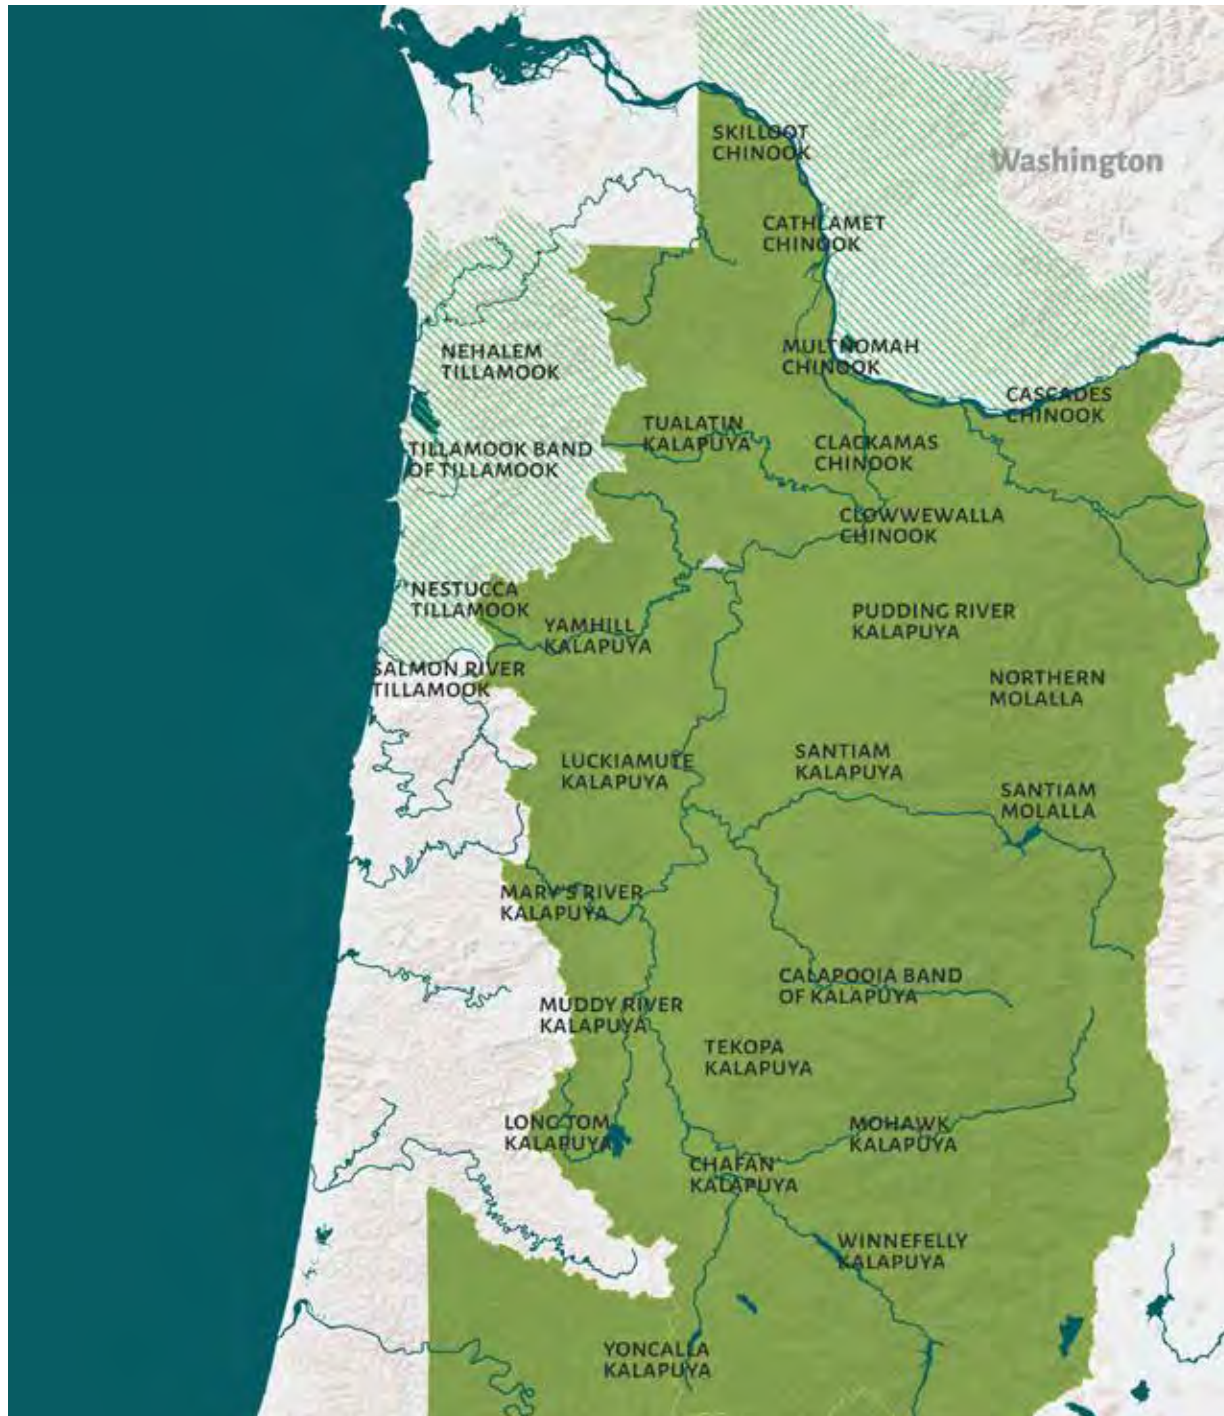 SKILLOOT
CHINOOK
Washington
CATHLAMET
CHINOOK
MULTNOMAH
CHINOOK
NEHALEM
TILLAMOOK
CASCADES
CHINOOK
TUALATIN
KALAPUYA
CLACKAMAS
CHINOOK
TILLAMOOK BAND
OF TILLAMOOK
CLOWWEWALLA
CHINOOK
NESTUCCA
TILLAMOOK
PUDDING RIVER
KALAPUYA
YAMHILL
KALAPUYA
SALMON RIVER
TILLAMOOK
NORTHERN
MOLALLA
LUCKIAMUTE
KALAPUYA
SANTIAM
KALAPUYA
SANTIAM
MOLALLA
MARY'S RIVER
KALAPUYA
CALAPOOIA BAND
OF KALAPUYA
MUDDY RIVER
KALAPUYA
TEKOPA
KALAPUYA
LONG TOM
KALAPUYA
MOHAWK
KALAPUYA
CHAFAN
KALAPUYA
WINNEFELLY
KALAPUYA
YONCALLA
KALAPUYA